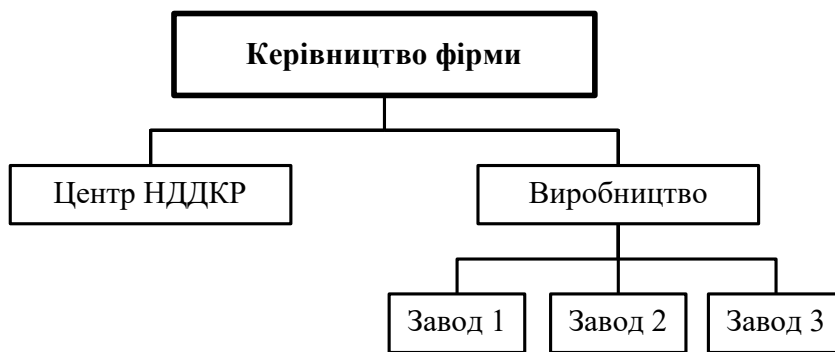 Керівництво фірми
Центр НДДКР
Виробництво
Завод 1
Завод 2
Завод 3